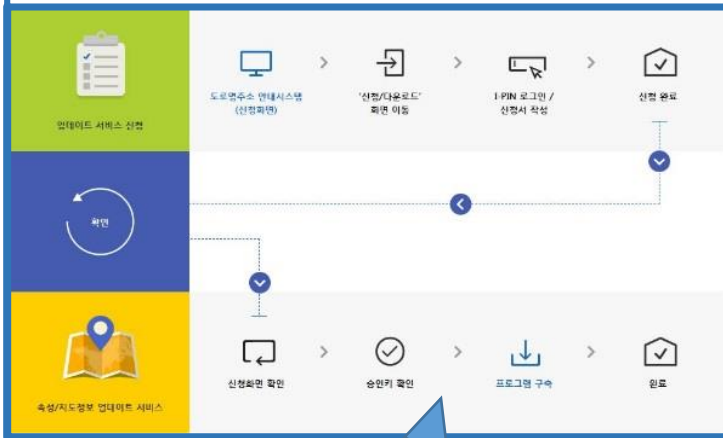 업데이트 서비스 신청
도로명주소 안내시스템
(신청화면)
'신청/다운로드'
화면 이동
I-PIN 로그인 /
신청서 작성
신청 완료
확인
속성/지도정보 업데이트 서비스
신청화면 확인
승인키 확인
프로그램 구축
완료